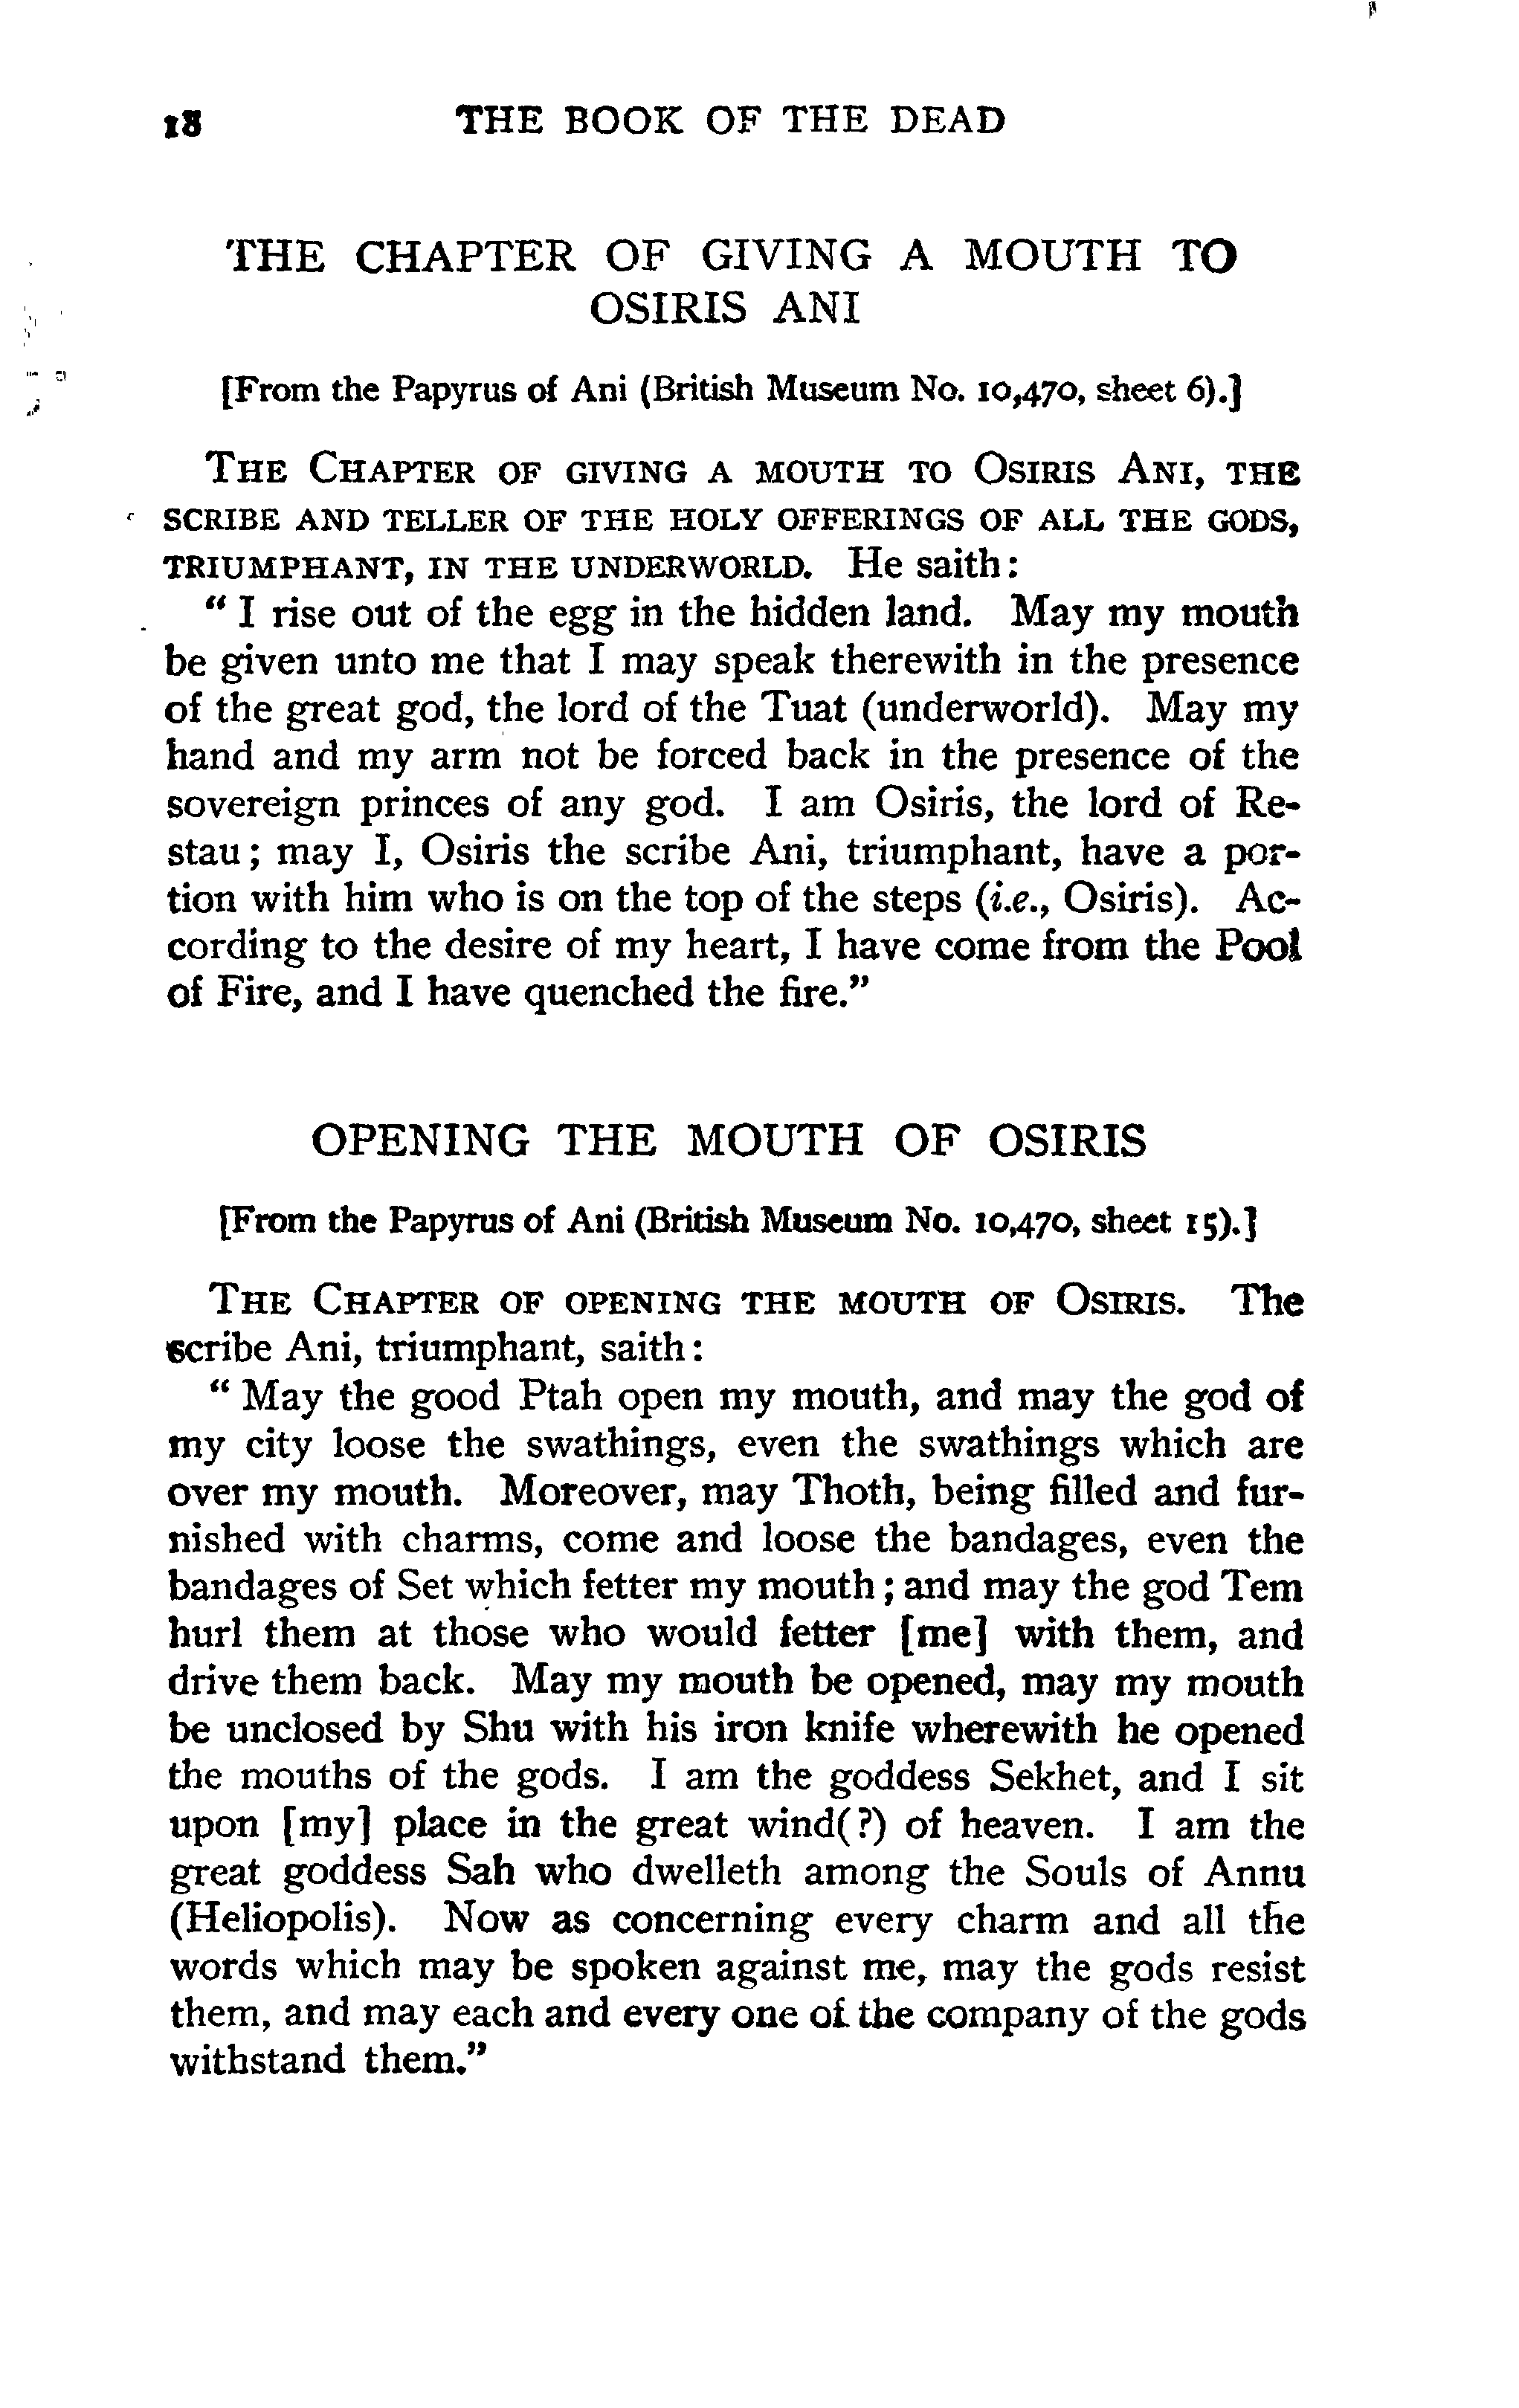 18 THE BOOK OF THE DEAD
THE CHAPTER OF GIVING A MOUTH TO
OSIRIS ANI
[From the Papyrus of Ani (British Museum No. 10,470, sheet 6).]
THE CHAPTER OF GIVING A MOUTH TO OSIRIS ANI, THE
SCRIBE AND TELLER OF THE HOLY OFFERINGS OF ALL THE GODS,
TRIUMPHANT, IN THE UNDERWORLD. He saith:
" I rise out of the egg in the hidden land. May my mouth
be given unto me that I may speak therewith in the presence
of the great god, the lord of the Tuat (underworld). May my
hand and my arm not be forced back in the presence of the
sovereign princes of any god. I am Osiris, the lord of Re-
stau; may I, Osiris the scribe Ani, triumphant, have a por-
tion with him who is on the top of the steps (i.e., Osiris). Ac-
cording to the desire of my heart, I have come from the Pool
of Fire, and I have quenched the fire."
OPENING THE MOUTH OF OSIRIS
[From the Papyrus of Ani (British Museum No. 10,470, sheet 15).]
THE CHAPTER OF OPENING THE MOUTH OF OSIRIS. The
scribe Ani, triumphant, saith:
" May the good Ptah open my mouth, and may the god of
my city loose the swathings, even the swathings which are
over my mouth. Moreover, may Thoth, being filled and fur-
nished with charms, come and loose the bandages, even the
bandages of Set which fetter my mouth; and may the god Tem
hurl them at those who would fetter [me] with them, and
drive them back. May my mouth be opened, may my mouth
be unclosed by Shu with his iron knife wherewith he opened
the mouths of the gods. I am the goddess Sekhet, and I sit
upon [my] place in the great wind(?) of heaven. I am the
great goddess Sah who dwelleth among the Souls of Annu
(Heliopolis). Now as concerning every charm and all the
words which may be spoken against me, may the gods resist
them, and may each and every one of the company of the gods
withstand them."